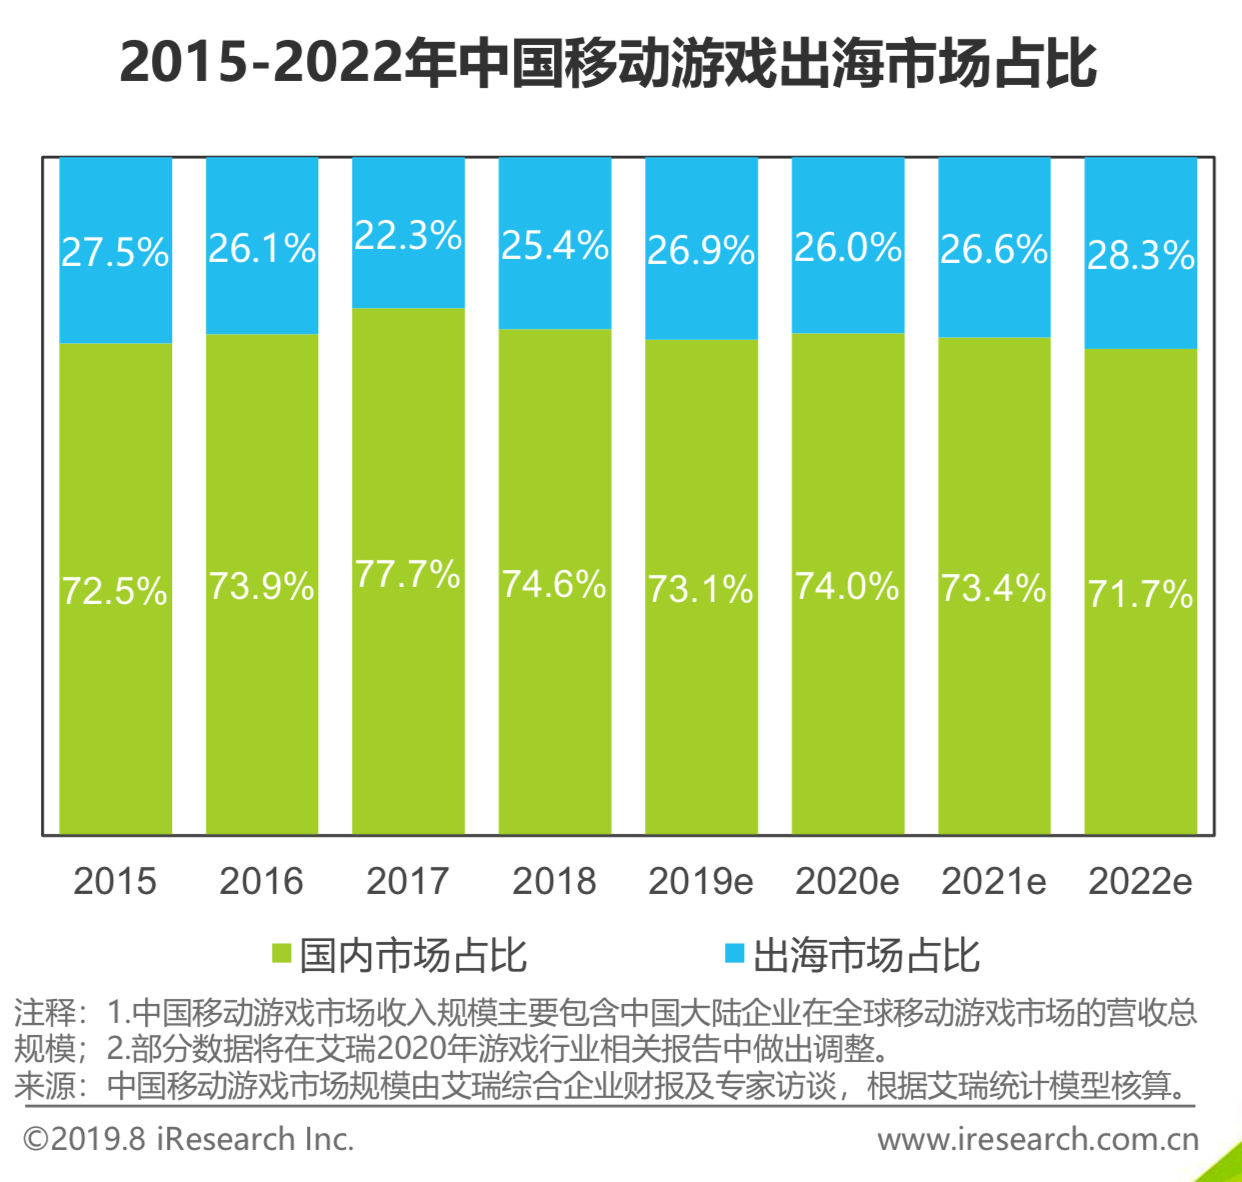 2015-2022年中国移动游戏出海市场占比
27.5% 26.1% 22.3% 25.4% 26.9% 26.0% 26.6% 28.3%
72.5% 73.9% 77.7% 74.6% 73.1% 74.0% 73.4% 71.7%
2015 2016 2017 2018 2019e 2020e 2021e 2022e
国内市场占比 出海市场占比
注释：1.中国移动游戏市场收入规模主要包含中国大陆企业在全球移动游戏市场的营收总
规模；2.部分数据将在艾瑞2020年游戏行业相关报告中做出调整。
来源：中国移动游戏市场规模由艾瑞综合企业财报及专家访谈，根据艾瑞统计模型核算。
©2019.8 iResearch Inc. www.iresearch.com.cn